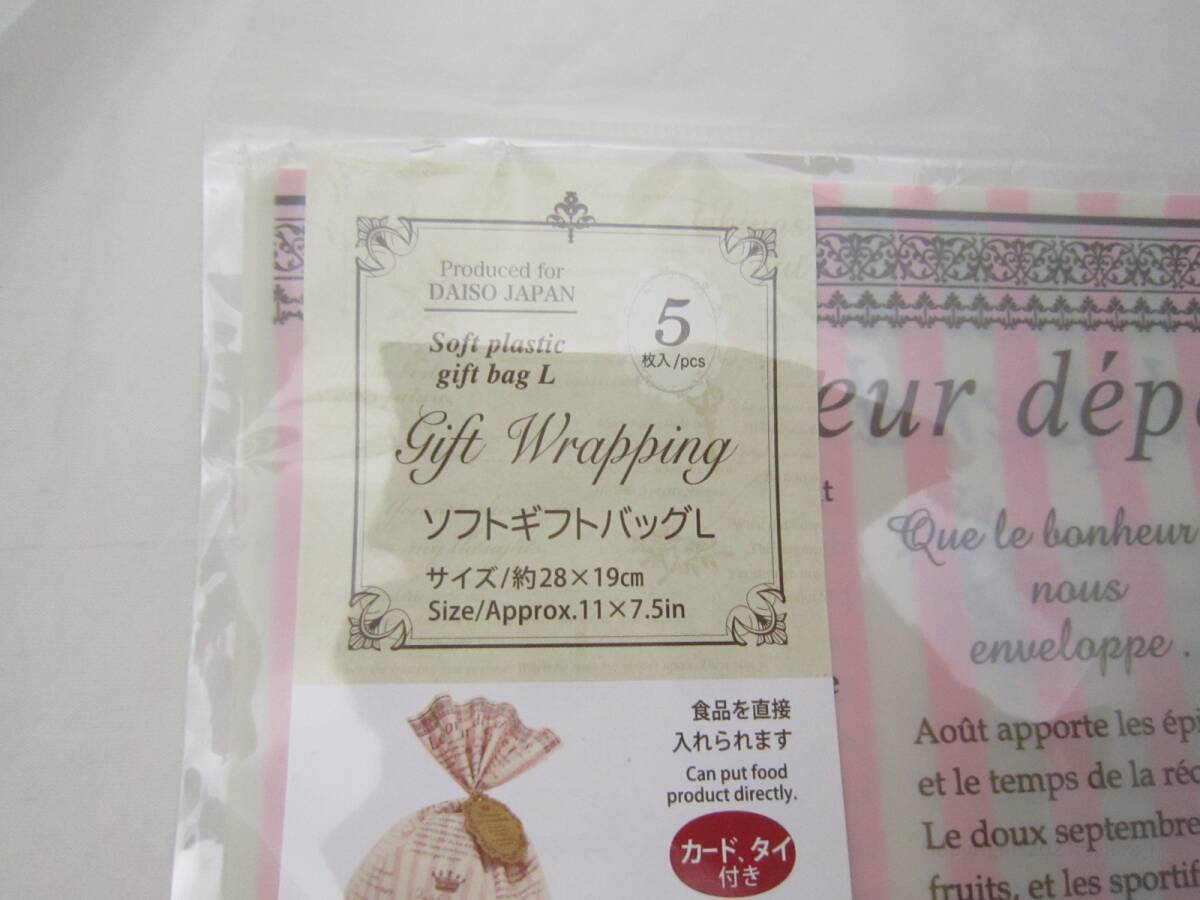 Produced for
DAISO JAPAN
Soft plastic
gift bag L
5
枚入/pcs
Gift Wrapping
ソフトギフトバッグL
サイズ/約28×19㎝
Size/Approx.11×7.5in
食品を直接
入れられます
Can put food
product directly.
カード、タイ
付き
eur dép
Que le bonheur
nous
enveloppe .
Août apporte les épi
et le temps de la réc
Le doux septembre
fruits, et les sportif